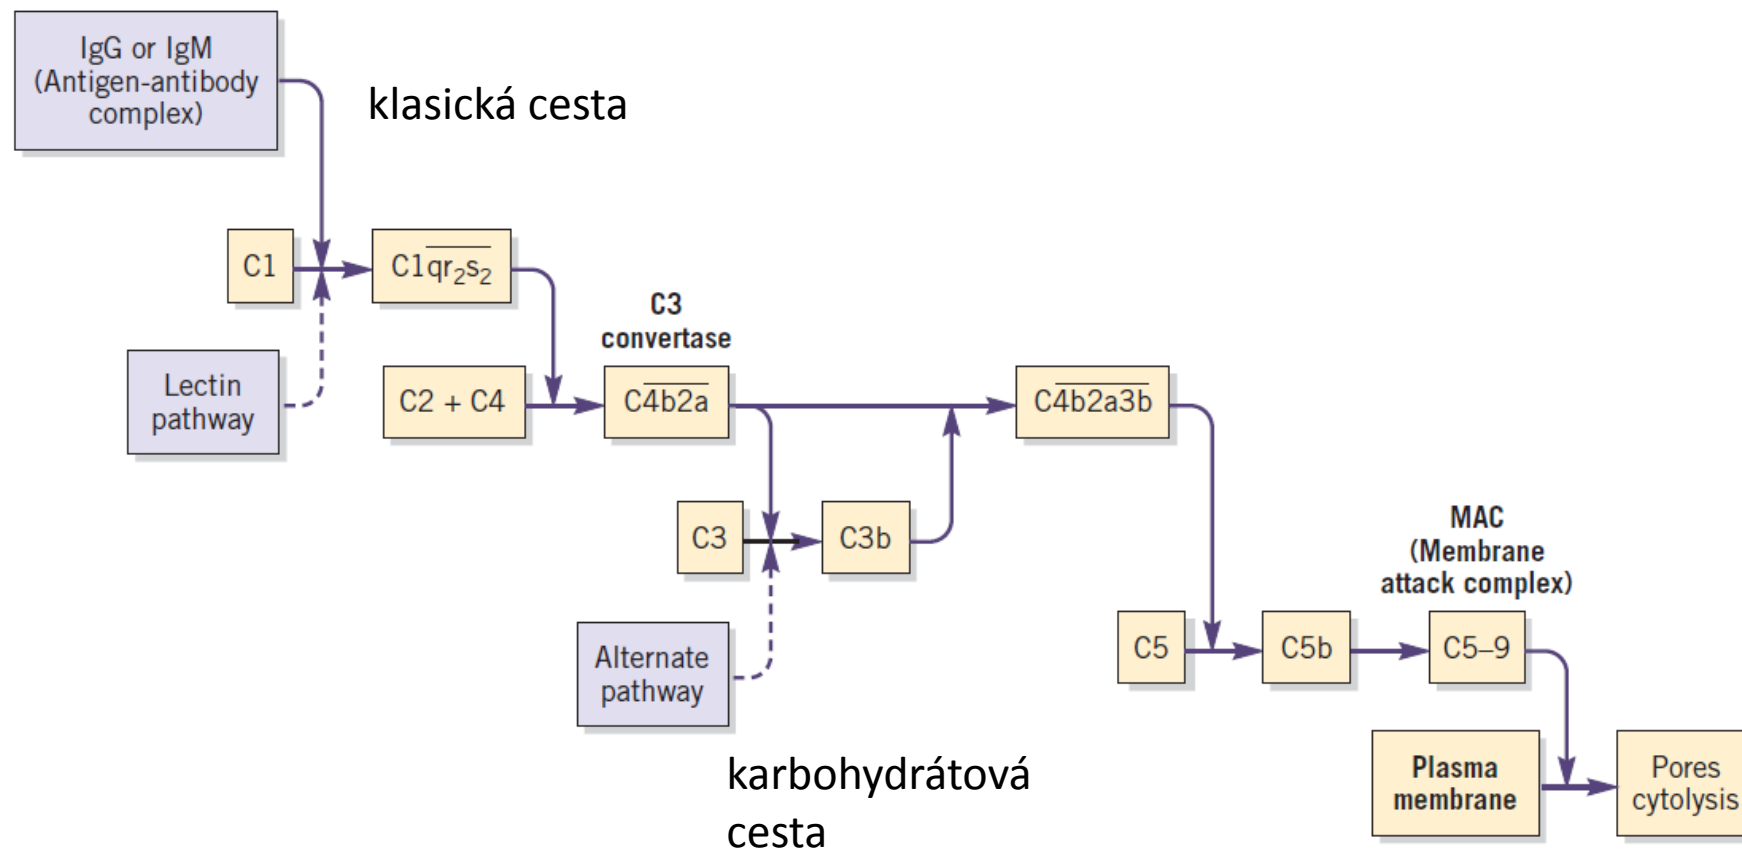 IgG or IgM
(Antigen-antibody
complex)
klasická cesta
C1
C1qr₂s₂
Lectin
pathway
C2 + C4
C3
convertase
C4b2a
C4b2a3b
C3
C3b
Alternate
pathway
karbohydrátová
cesta
MAC
(Membrane
attack complex)
C5
C5b
C5–9
Plasma
membrane
Pores
cytolysis